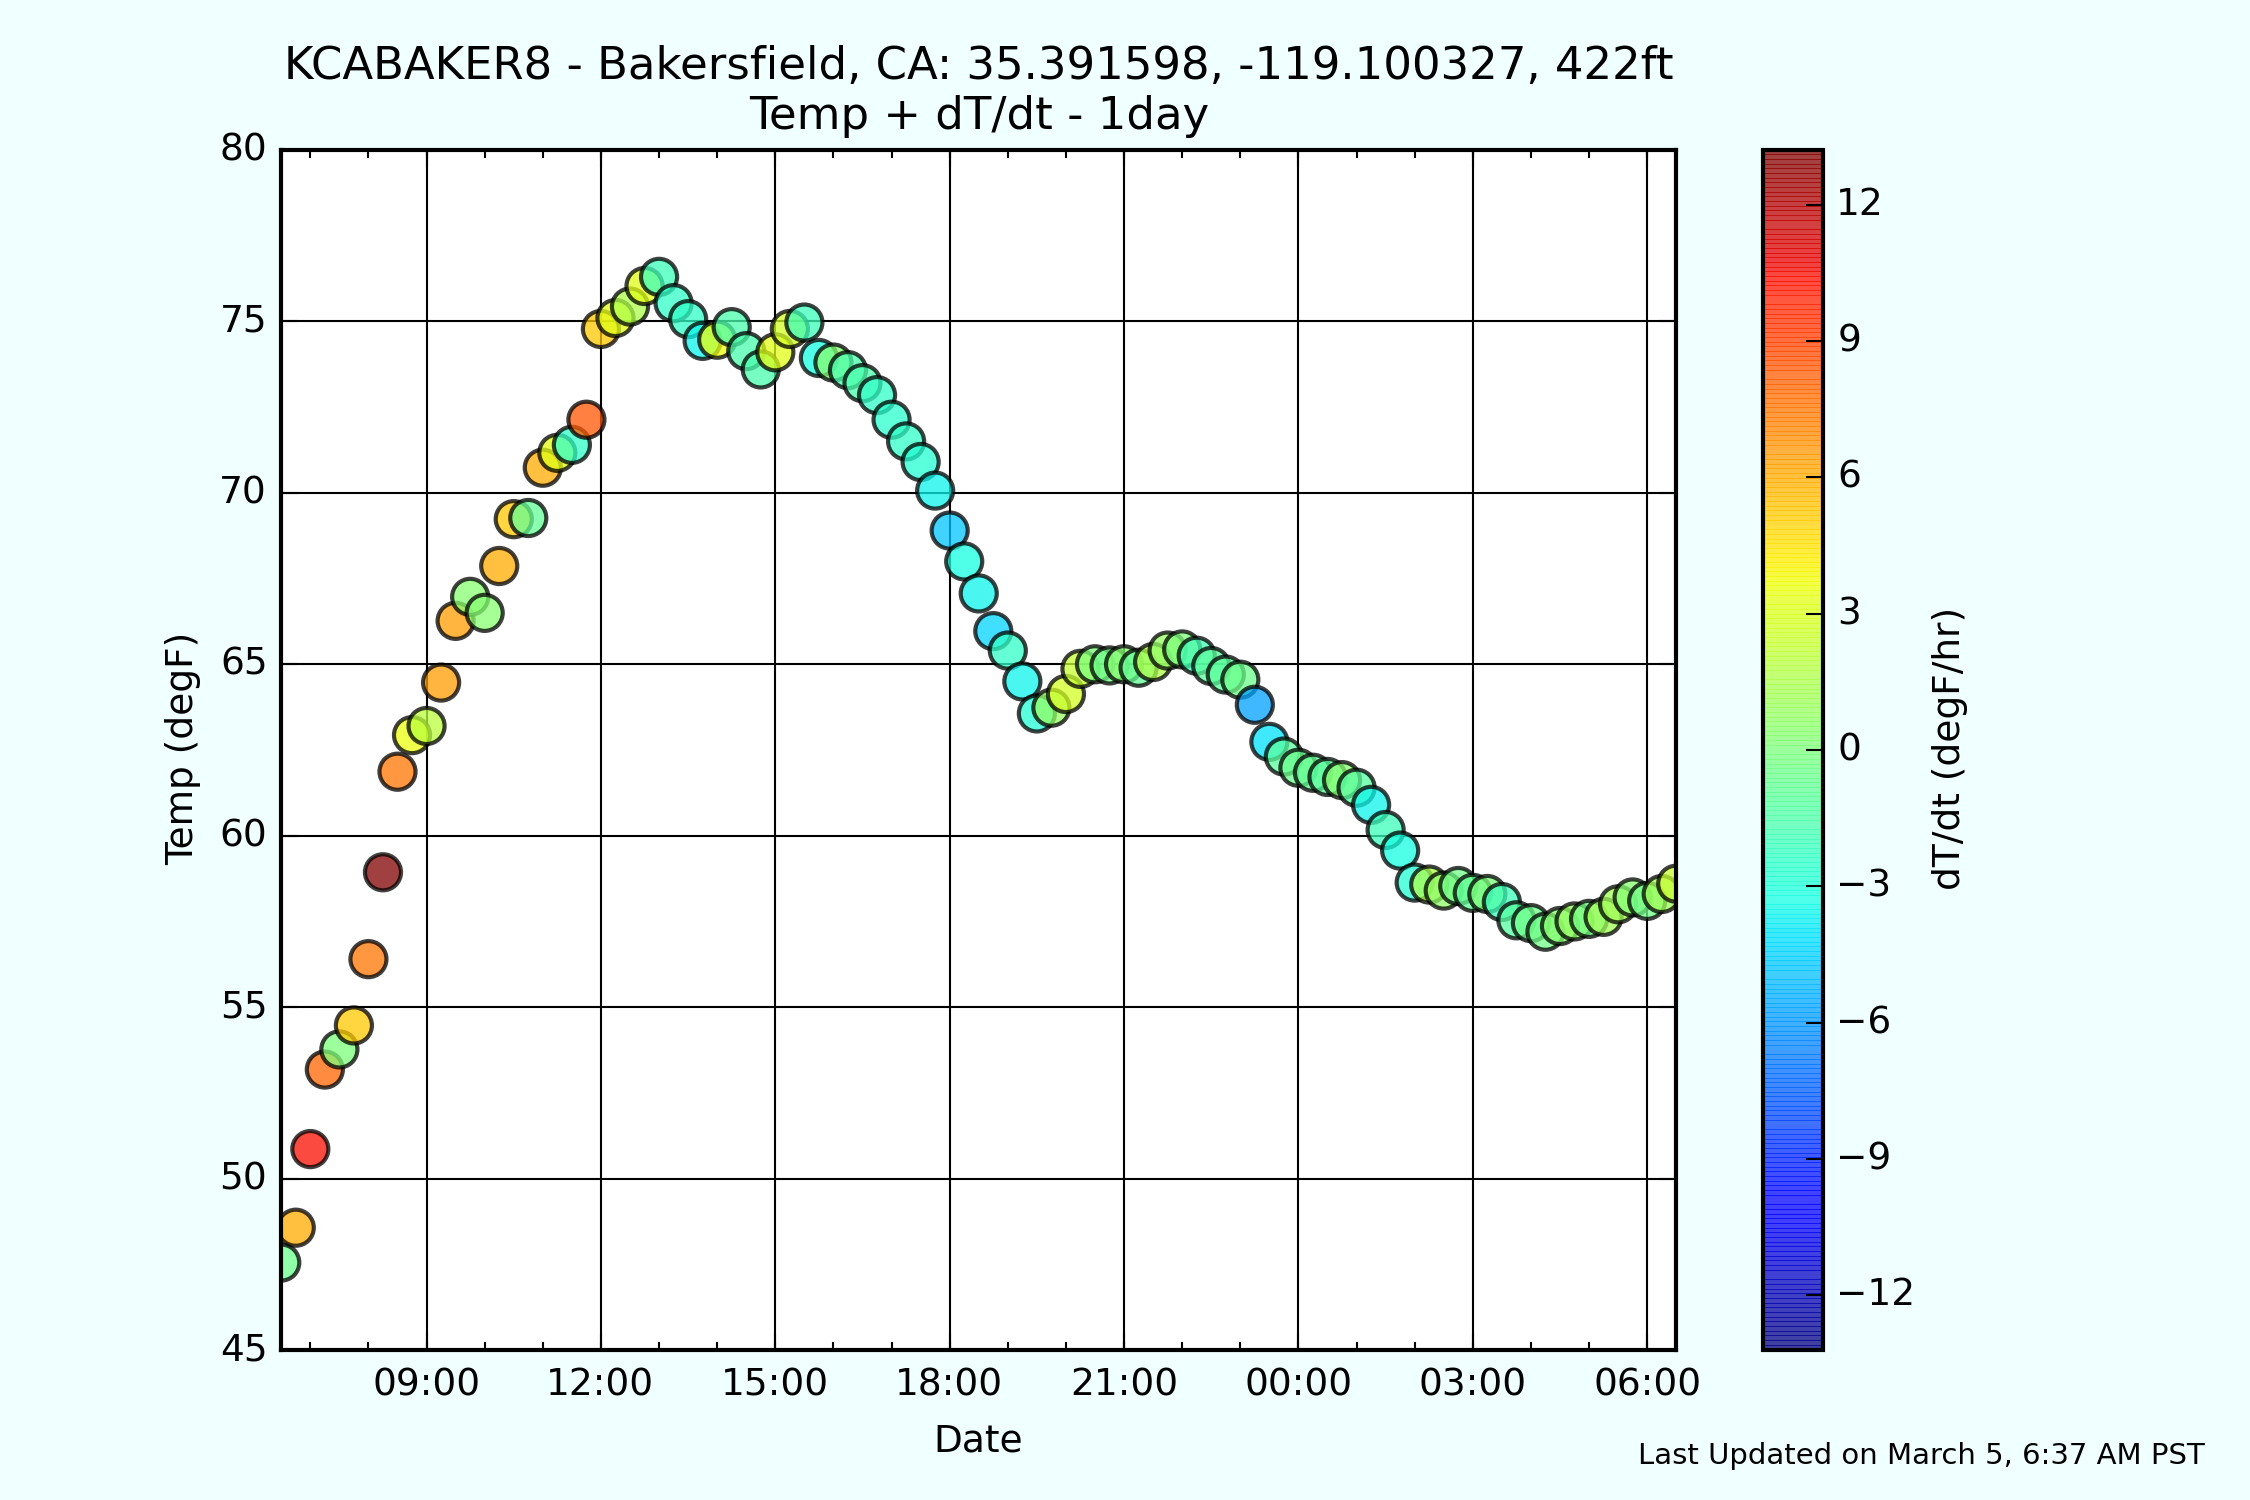 KCABAKER8 - Bakersfield, CA: 35.391598, -119.100327, 422ft
Temp + dT/dt - 1day
80
75
70
65
60
55
50
45
Temp (degF)
09:00 12:00 15:00 18:00 21:00 00:00 03:00 06:00
Date
12
9
6
3
0
−3
−6
−9
−12
dT/dt (degF/hr)
Last Updated on March 5, 6:37 AM PST